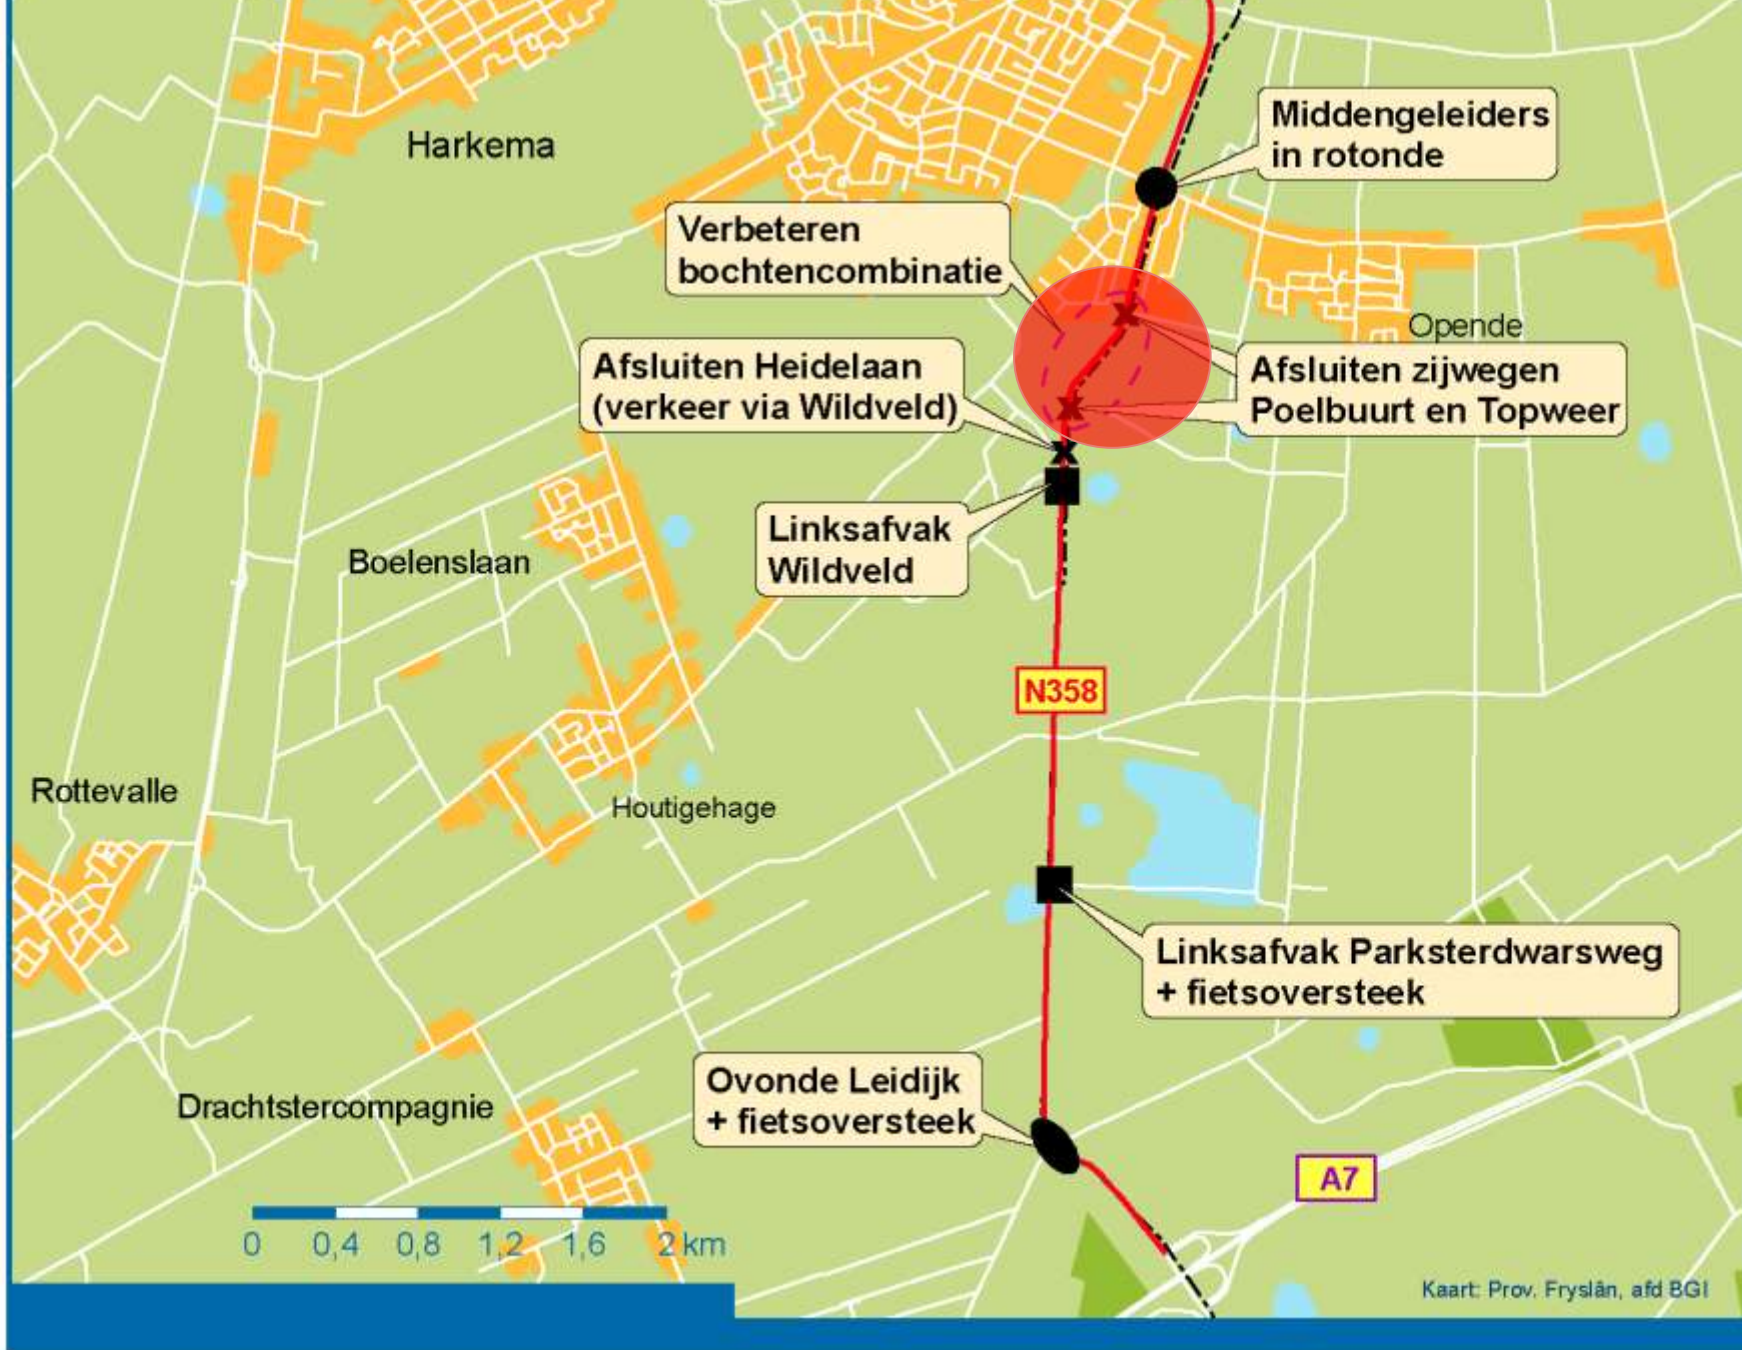 Harkema
Middengeleiders
in rotonde
Verbeteren
bochtencombinatie
Opende
Afsluiten Heidelaan
(verkeer via Wildveld)
Afsluiten zijwegen
Poelbuurt en Topweer
Linksafvak
Wildveld
Boelenslaan
N358
Rottevalle
Houtigehage
Linksafvak Parksterdwarsweg
+ fietsoversteek
Ovonde Leidijk
+ fietsoversteek
Drachtstercompagnie
A7
0 0,4 0,8 1,2 1,6 2 km
Kaart: Prov. Fryslân, afd BGI